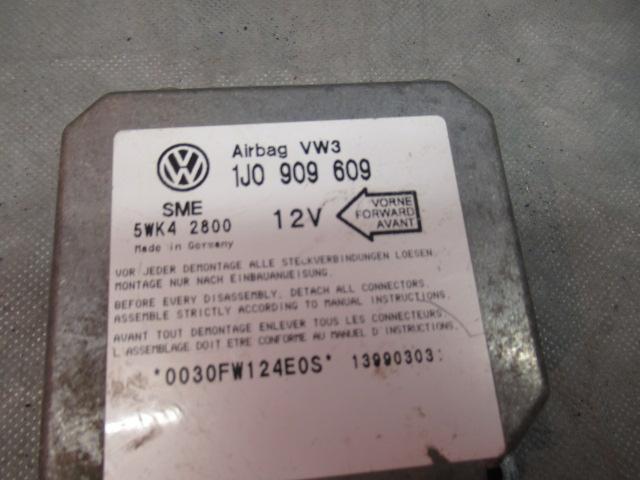 Airbag VW3
1J0 909 609
SME
5WK4 2800
12V
VORNE
FORWARD
AVANT
Made in Germany
VOR JEDER DEMONTAGE ALLE STECKVERBINDUNGEN LOESEN.
MONTAGE NUR NACH EINBAUANWEISUNG.
BEFORE EVERY DISASSEMBLY, DETACH ALL CONNECTORS.
ASSEMBLE STRICTLY ACCORDING TO MANUAL INSTRUCTIONS.
AVANT TOUT DEMONTAGE ENLEVER TOUS LES CONNECTEURS.
L'ASSEMBLAGE DOIT ETRE CONFORME AU MANUEL D'INSTRUCTIONS.
*0030FW124E0S* 13990303